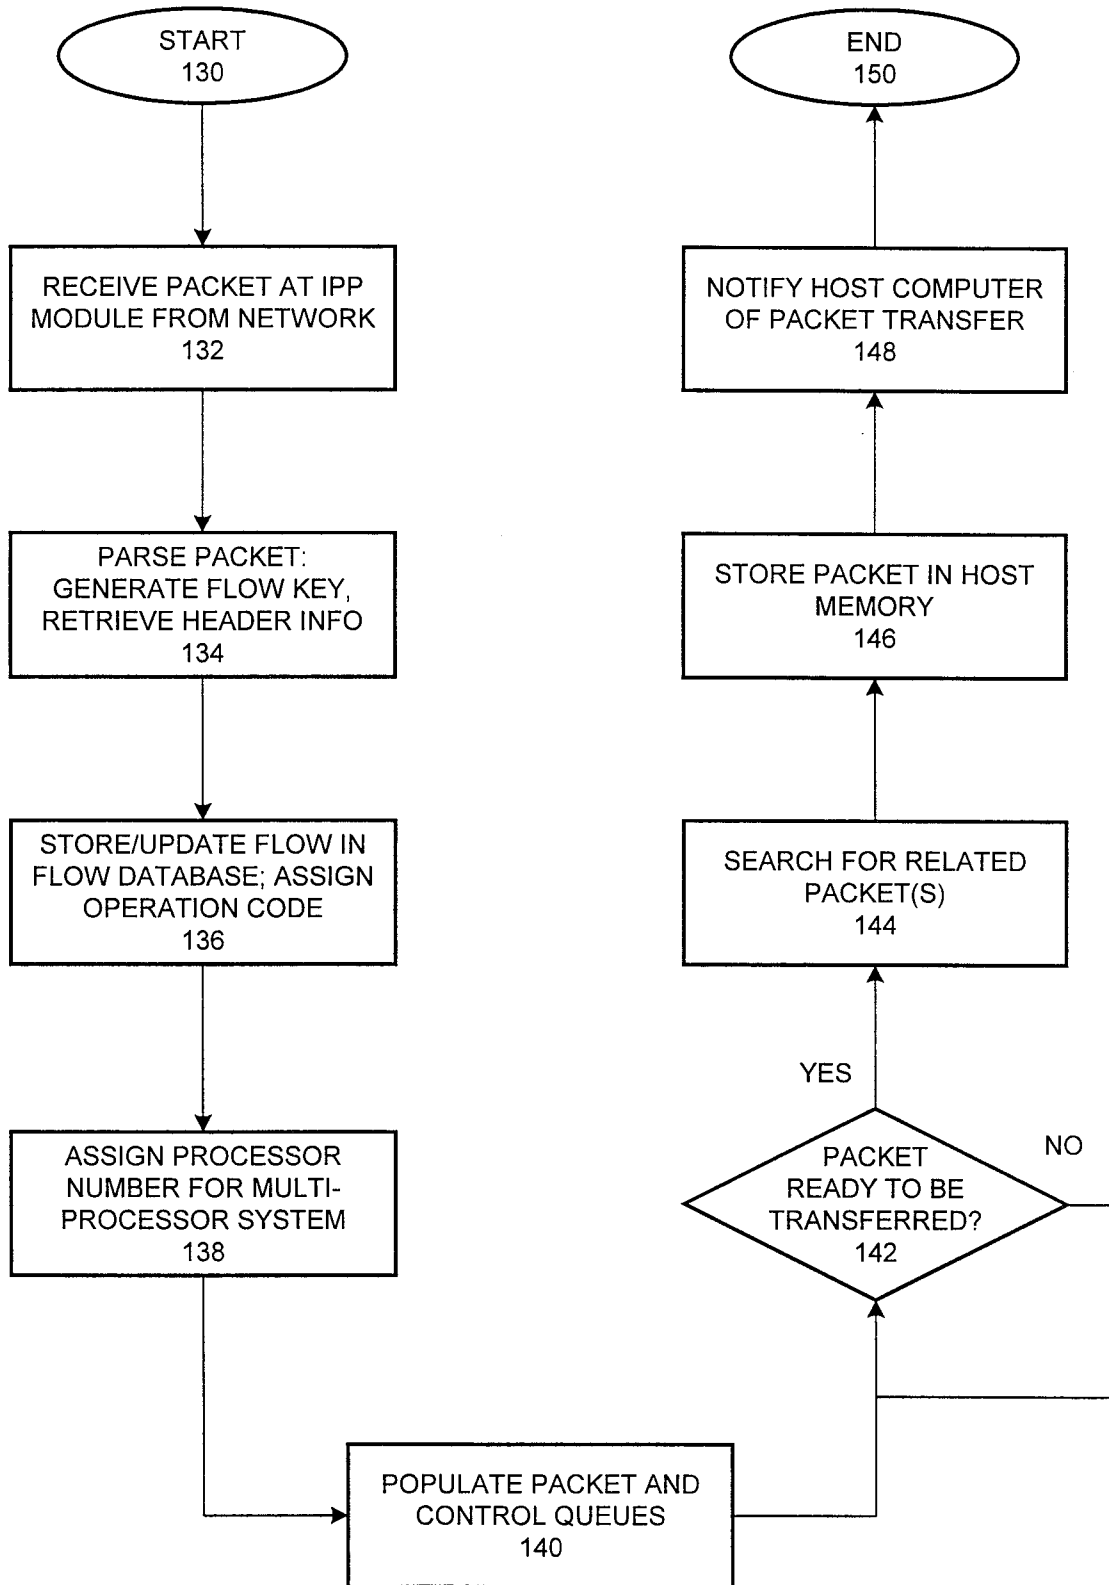 START
130
RECEIVE PACKET AT IPP
MODULE FROM NETWORK
132
PARSE PACKET:
GENERATE FLOW KEY,
RETRIEVE HEADER INFO
134
STORE/UPDATE FLOW IN
FLOW DATABASE; ASSIGN
OPERATION CODE
136
ASSIGN PROCESSOR
NUMBER FOR MULTI-
PROCESSOR SYSTEM
138
POPULATE PACKET AND
CONTROL QUEUES
140
PACKET
READY TO BE
TRANSFERRED?
142
NO
YES
SEARCH FOR RELATED
PACKET(S)
144
STORE PACKET IN HOST
MEMORY
146
NOTIFY HOST COMPUTER
OF PACKET TRANSFER
148
END
150